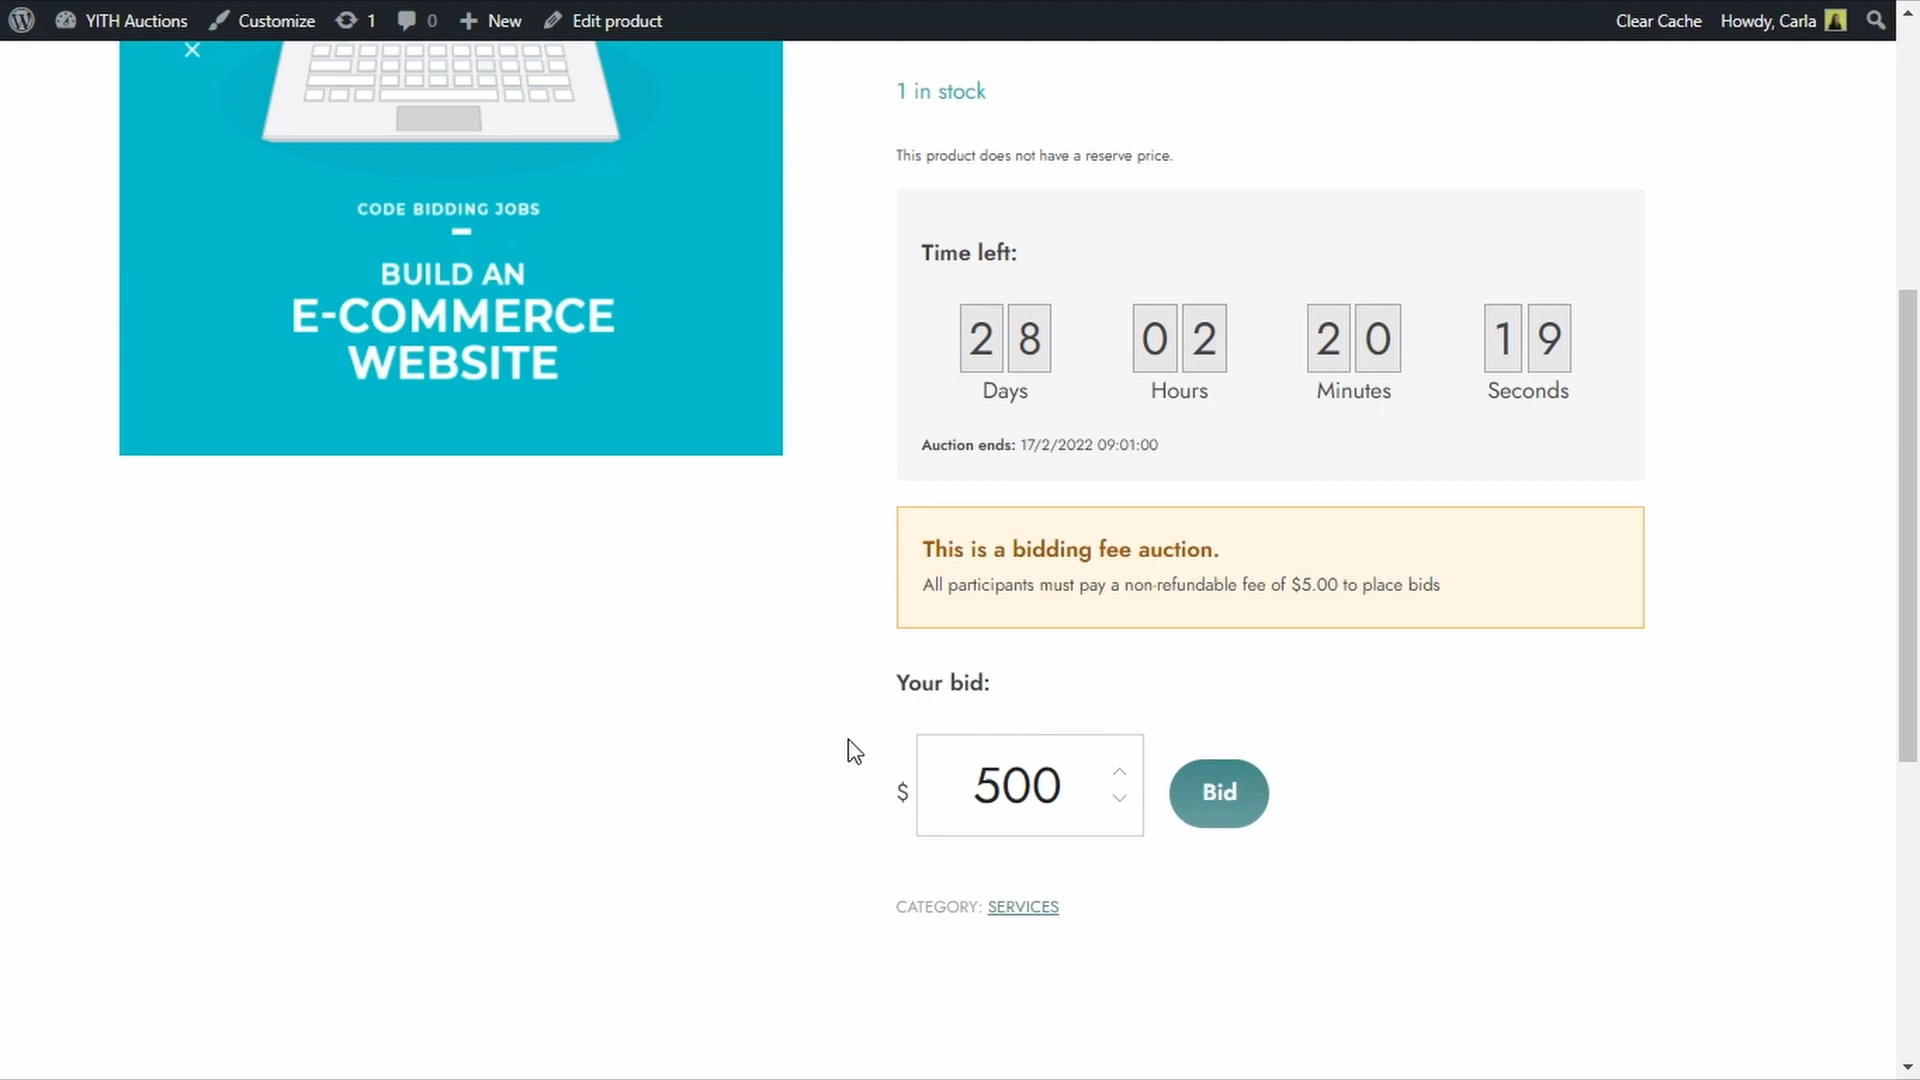 YITH Auctions Customize 1 0 New Edit product Clear Cache Howdy, Carla
CODE BIDDING JOBS
BUILD AN
E-COMMERCE
WEBSITE
1 in stock
This product does not have a reserve price.
Time left:
28 02 20 19
Days Hours Minutes Seconds
Auction ends: 17/2/2022 09:01:00
This is a bidding fee auction.
All participants must pay a non-refundable fee of $5.00 to place bids
Your bid:
$ 500 Bid
CATEGORY: SERVICES